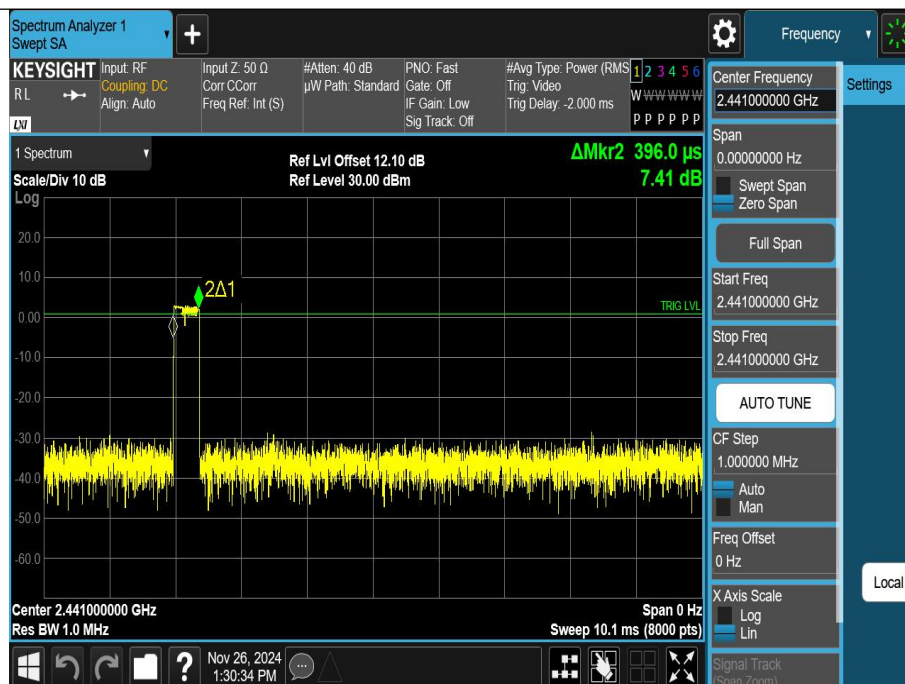 Spectrum Analyzer 1
Swept SA
+
Frequency
KEYSIGHT
RL
LXI
Input: RF
Coupling: DC
Align: Auto
Input Z: 50 Ω
Corr CCorr
Freq Ref: Int (S)
#Atten: 40 dB
µW Path: Standard
PNO: Fast
Gate: Off
IF Gain: Low
Sig Track: Off
#Avg Type: Power (RMS
Trig: Video
Trig Delay: -2.000 ms
1 2 3 4 5 6
W W W W W W
P P P P P P
1 Spectrum
Scale/Div 10 dB
Log
Ref Lvl Offset 12.10 dB
Ref Level 30.00 dBm
ΔMkr2 396.0 µs
7.41 dB
20.0
10.0
0.00
-10.0
-20.0
-30.0
-40.0
-50.0
-60.0
2Δ1
TRIG LVL
Center 2.441000000 GHz
Res BW 1.0 MHz
Span 0 Hz
Sweep 10.1 ms (8000 pts)
?
Nov 26, 2024
1:30:34 PM
Center Frequency
2.441000000 GHz
Span
0.00000000 Hz
Swept Span
Zero Span
Full Span
Start Freq
2.441000000 GHz
Stop Freq
2.441000000 GHz
AUTO TUNE
CF Step
1.000000 MHz
Auto
Man
Freq Offset
0 Hz
X Axis Scale
Log
Lin
Signal Track
(Span Zoom)
Settings
Local